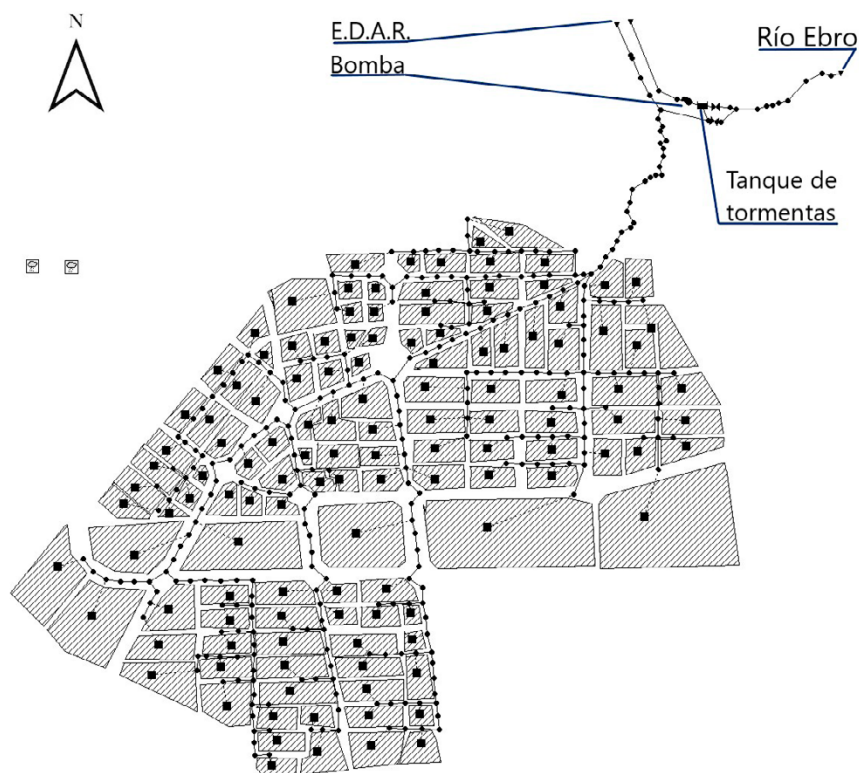 N
E.D.A.R.
Bomba
Río Ebro
Tanque de
tormentas